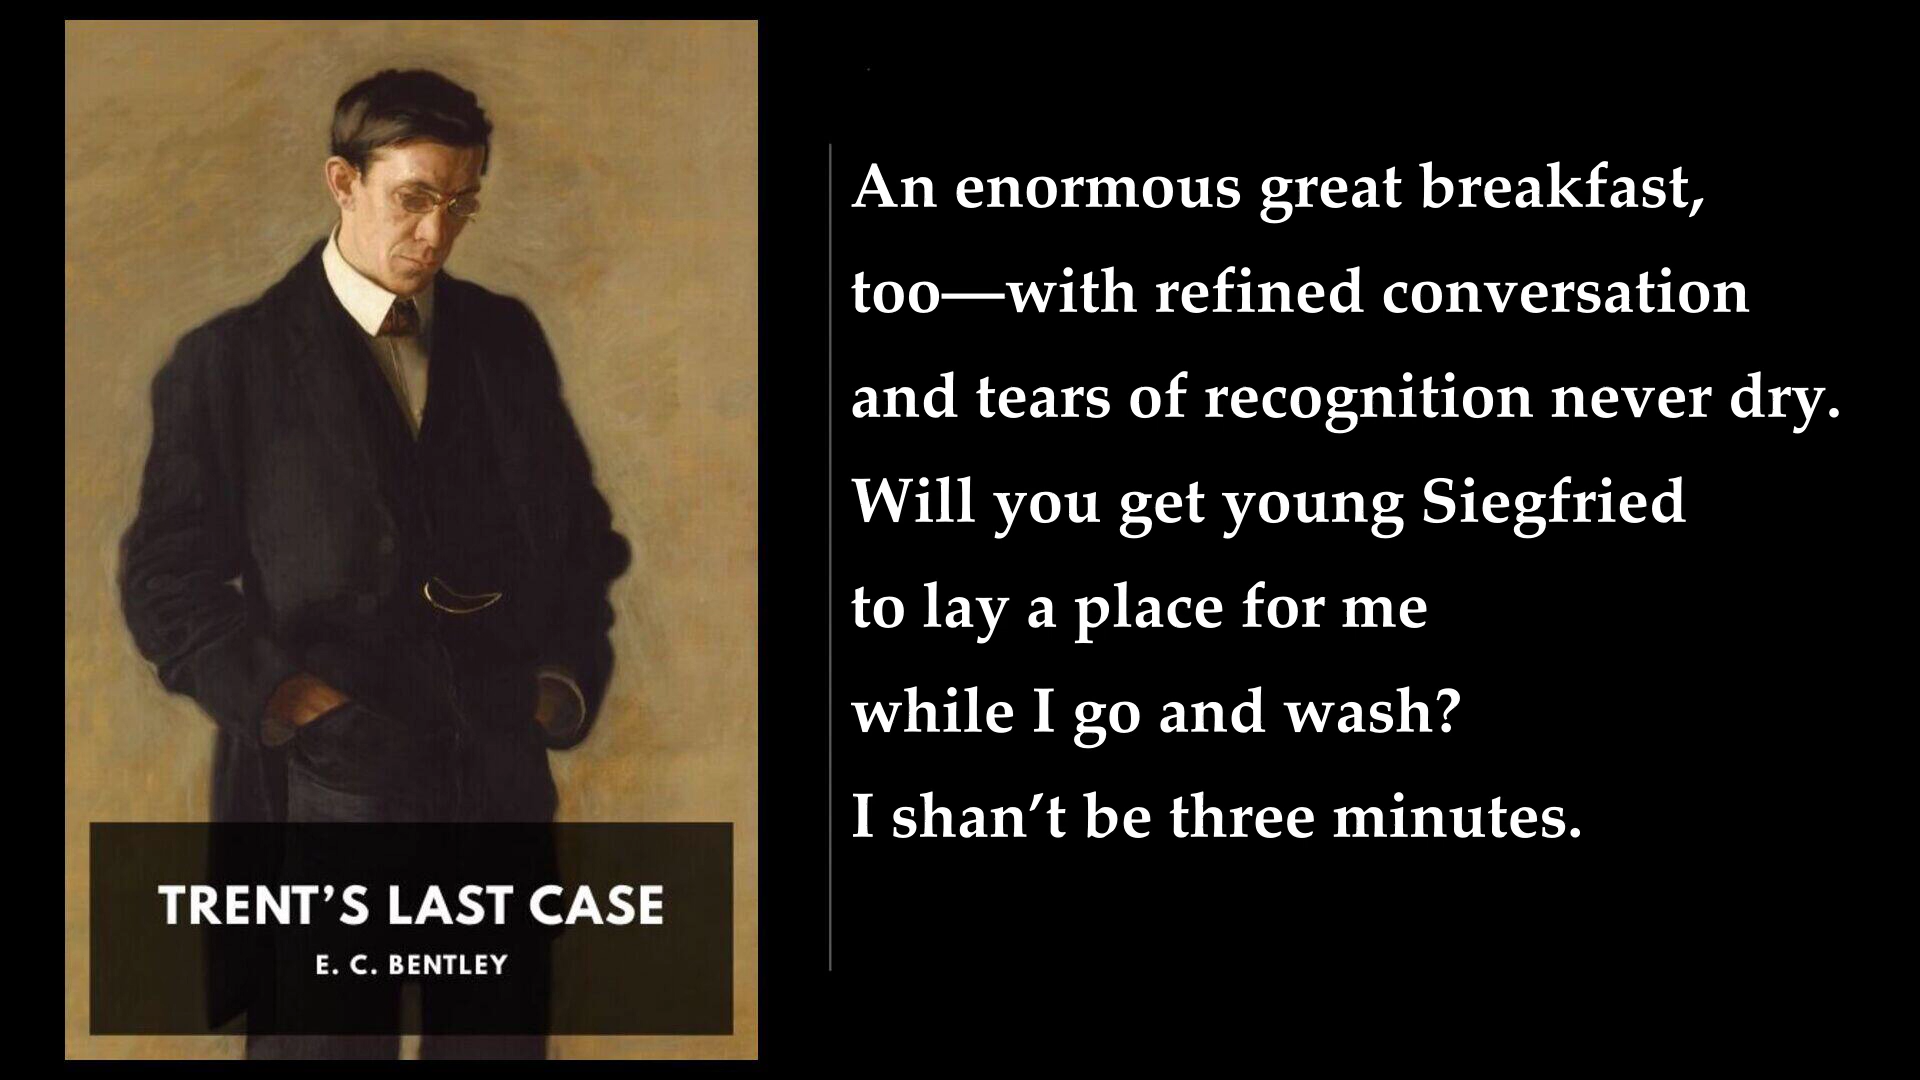 TRENT’S LAST CASE
E. C. BENTLEY
An enormous great breakfast,
too—with refined conversation
and tears of recognition never dry.
Will you get young Siegfried
to lay a place for me
while I go and wash?
I shan’t be three minutes.